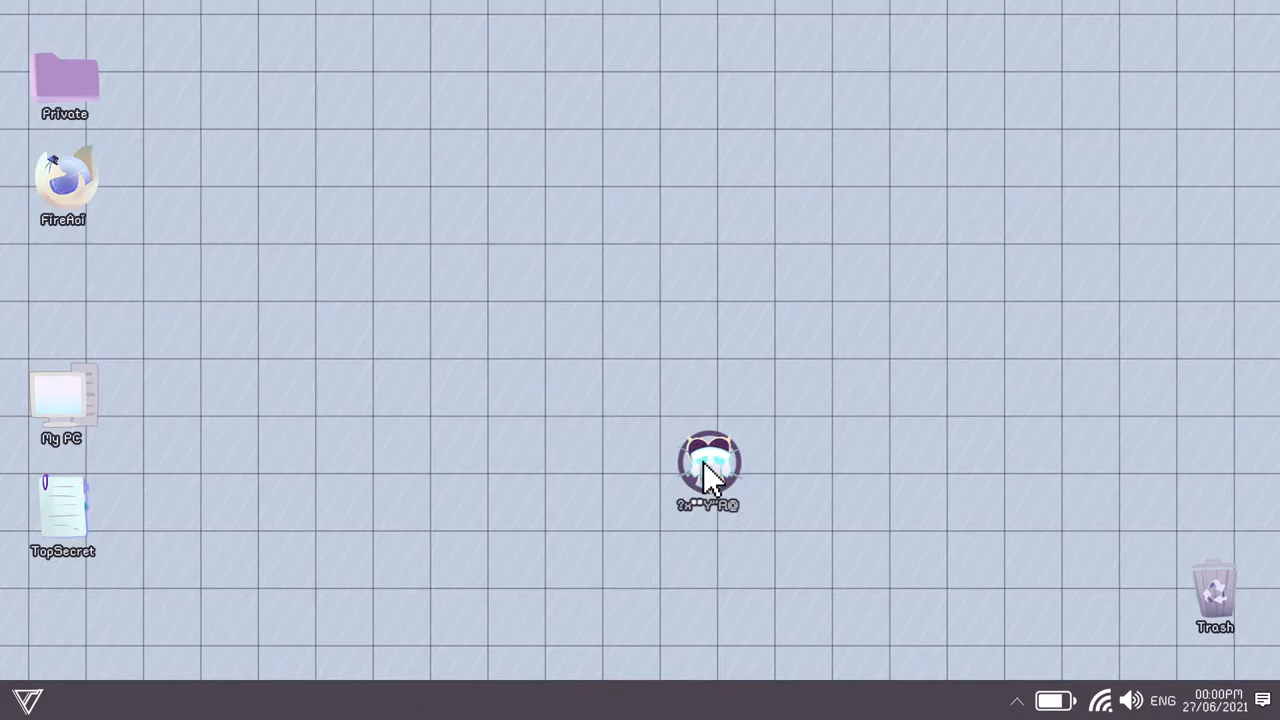 Private
FireAoi
My PC
TopSecret
Trash
ENG
00:00PM
27/06/2021